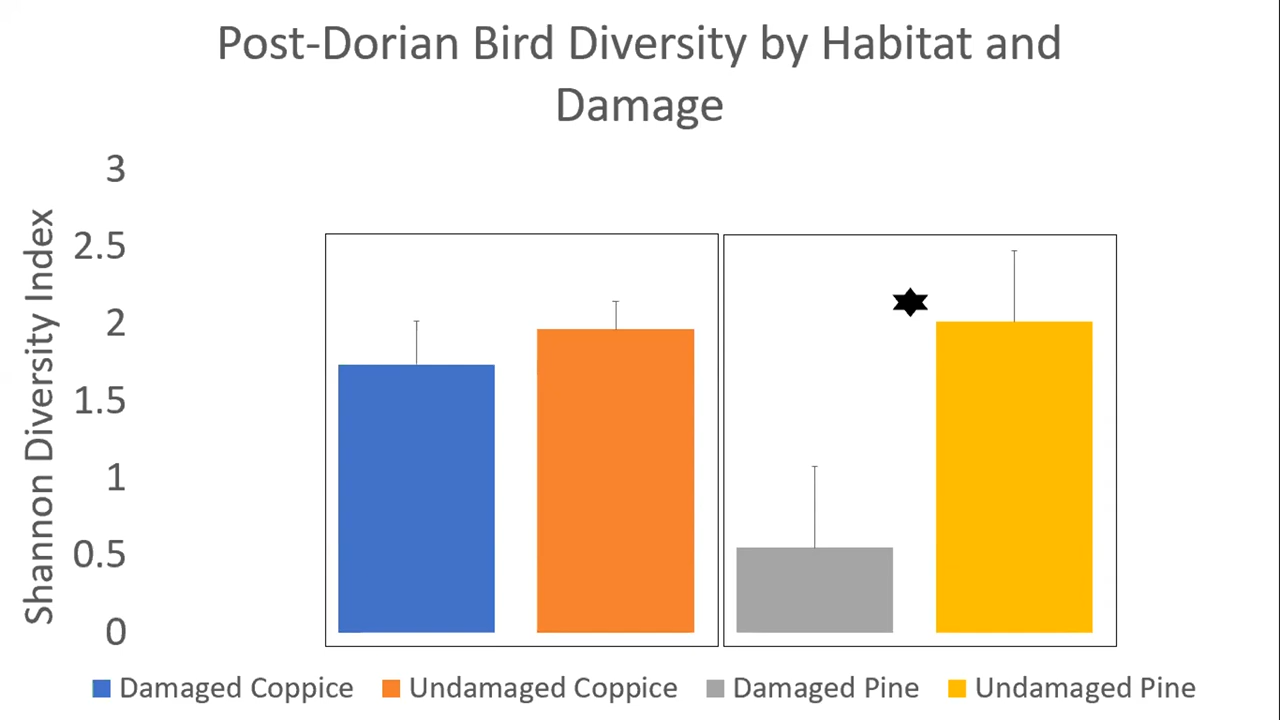 Post-Dorian Bird Diversity by Habitat and
Damage
Shannon Diversity Index
3
2.5
2
1.5
1
0.5
0
Damaged Coppice
Undamaged Coppice
Damaged Pine
Undamaged Pine